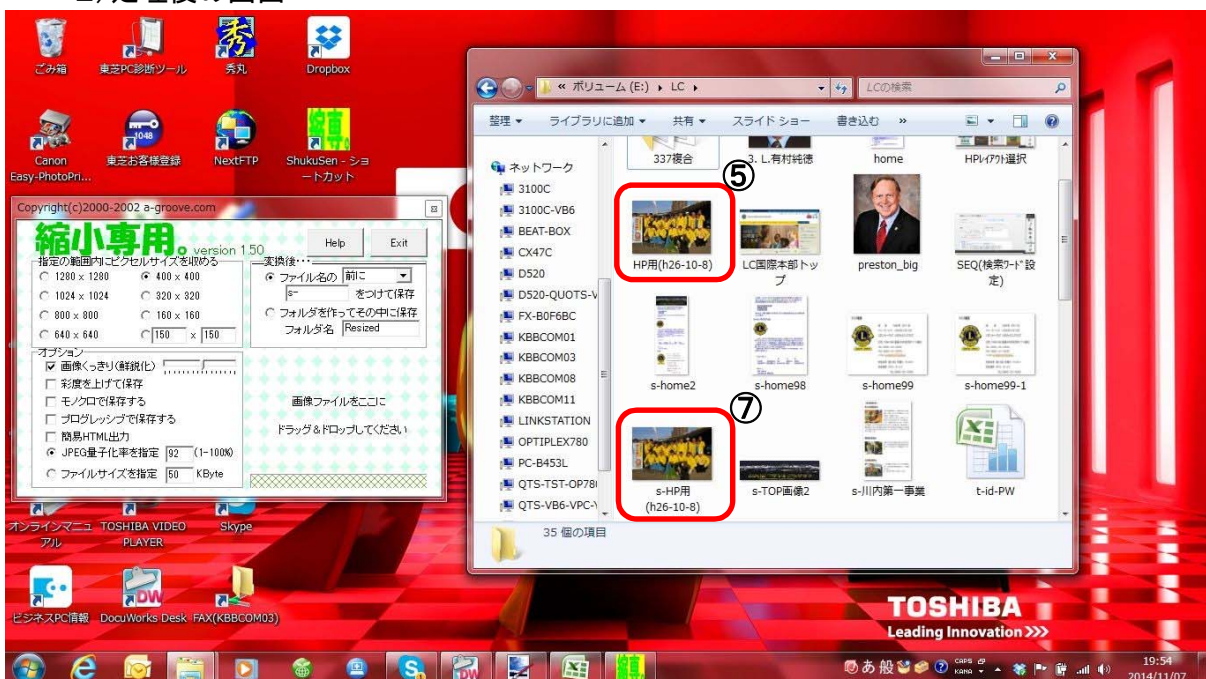 ごみ箱
東芝PC診断ツール
秀丸
Dropbox
Canon
Easy-PhotoPri...
東芝お客様登録
NextFTP
ShukuSen - ショ
ートカット
Copyright(c)2000-2002 a-groove.com
縮小専用。version 1.50
Help
Exit
指定の範囲内にピクセルサイズを収める
1280 x 1280
400 x 400
1024 x 1024
320 x 320
800 x 800
160 x 160
640 x 640
150 x 150
変換後・・・
ファイル名の 前に
s- をつけて保存
フォルダを作ってその中に保存
フォルダ名 Resized
オプション
画像くっきり(鮮鋭化)
彩度を上げて保存
モノクロで保存する
プログレッシブで保存する
簡易HTML出力
JPEG量子化率を指定 92 (1-100%)
ファイルサイズを指定 50 KByte
画像ファイルをここに
ドラッグ&ドロップしてください
オンラインマニュ
アル
TOSHIBA VIDEO
PLAYER
Skype
ビジネスPC情報
DocuWorks Desk
FAX(KBBCOM03)
« ボリューム (E:) ▸ LC ▸
LCの検索
整理
ライブラリに追加
共有
スライド ショー
書き込む
»
ネットワーク
3100C
3100C-VB6
BEAT-BOX
CX47C
D520
D520-QUOTS-V
FX-B0F6BC
KBBCOM01
KBBCOM03
KBBCOM08
KBBCOM11
LINKSTATION
OPTIPLEX780
PC-B453L
QTS-TST-OP780
QTS-VB6-VPC-
337複合
3. L.有村純徳
home
HPレイアウト選択
⑤
HP用(h26-10-8)
LC国際本部トッ
プ
preston_big
SEQ(検索ワード設
定)
s-home2
s-home98
s-home99
s-home99-1
⑦
s-HP用
(h26-10-8)
s-TOP画像2
s-川内第一事業
t-id-PW
35 個の項目
TOSHIBA
Leading Innovation >>>
あ 般
CAPS
KANA
19:54
2014/11/07